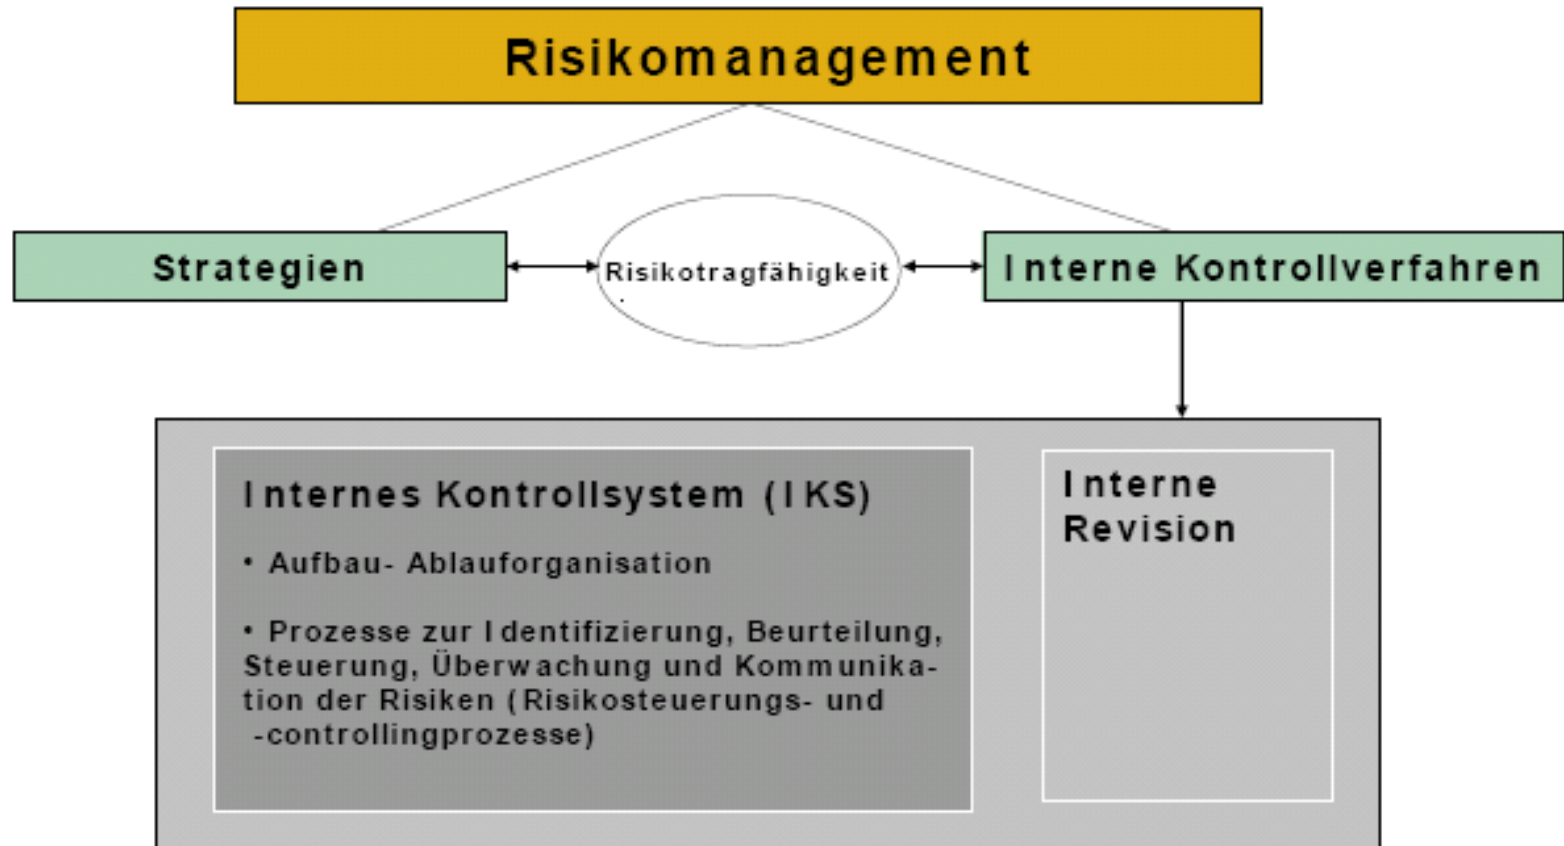 Risikomanagement
Strategien
Risikotragfähigkeit
.
Interne Kontrollverfahren
Internes Kontrollsystem (IKS)
• Aufbau- Ablauforganisation
• Prozesse zur Identifizierung, Beurteilung,
Steuerung, Überwachung und Kommunika-
tion der Risiken (Risikosteuerungs- und
-controllingprozesse)
Interne
Revision